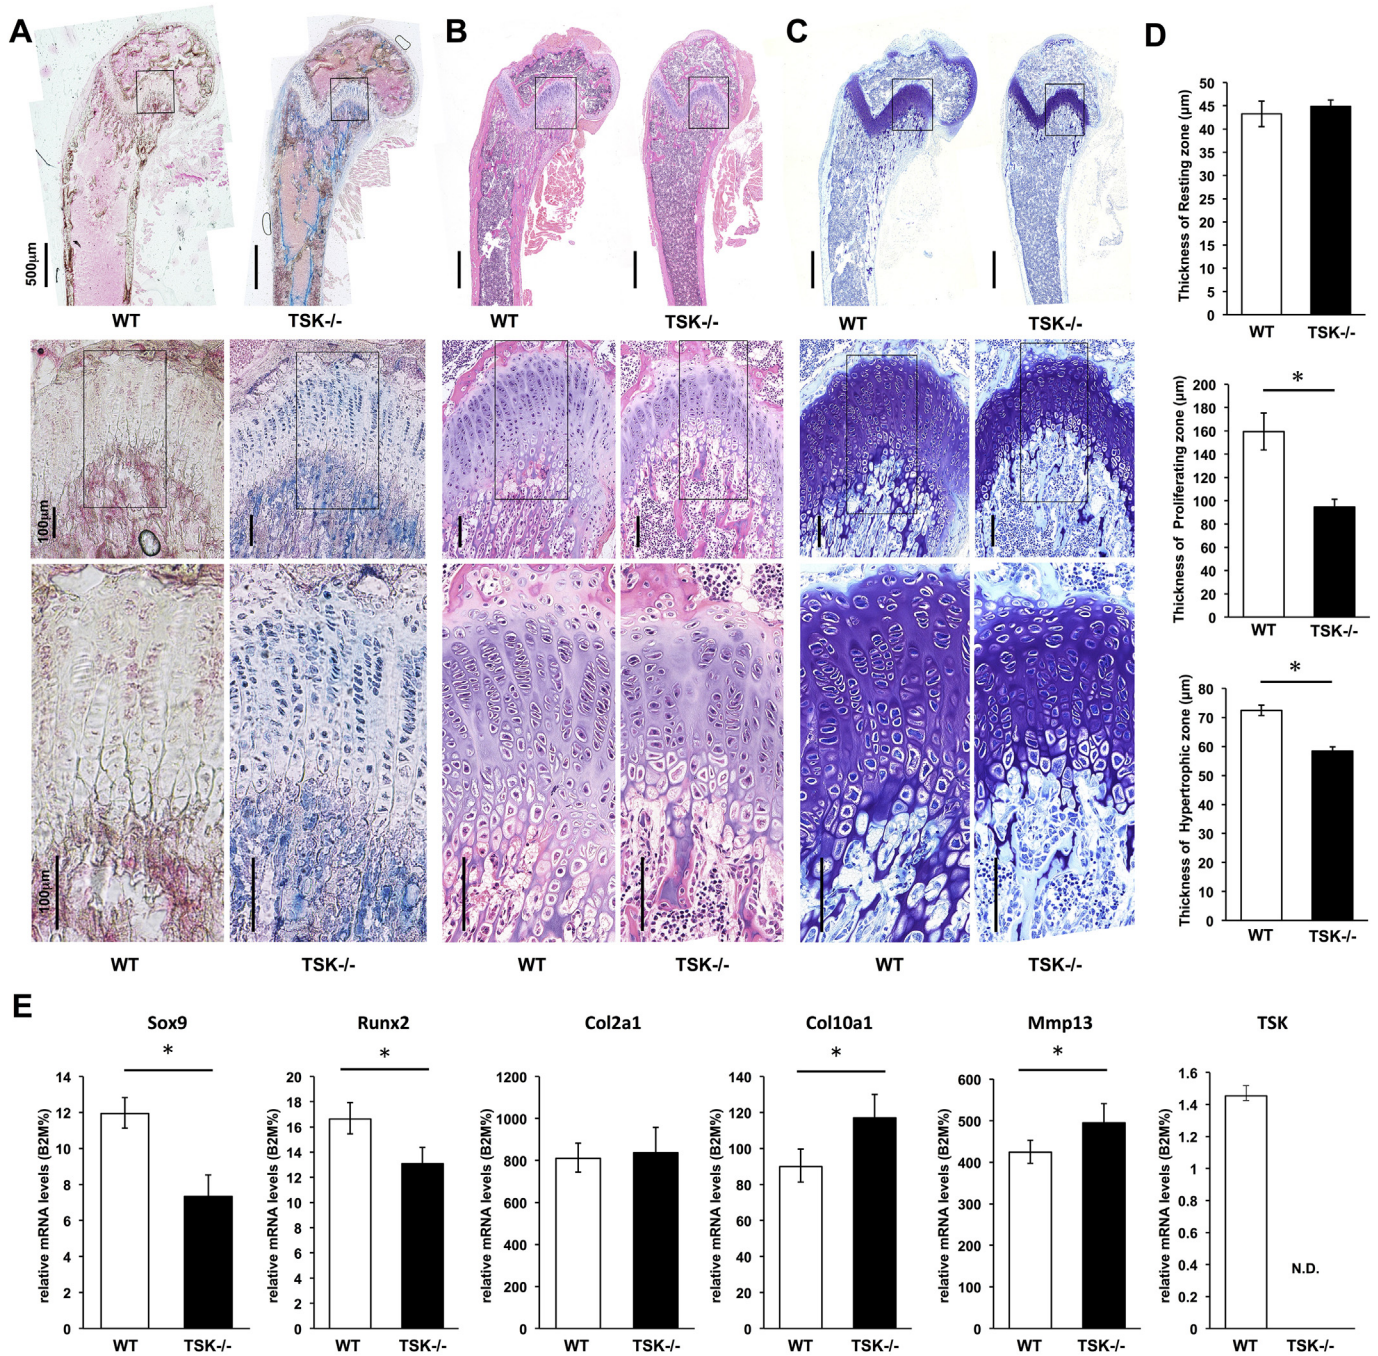 A
B
C
D
500μm
WT
TSK-/-
WT
TSK-/-
WT
TSK-/-
100μm
100μm
WT
TSK-/-
WT
TSK-/-
WT
TSK-/-
Thickness of Resting zone (μm)
50
45
40
35
30
25
20
15
10
5
0
WT
TSK-/-
Thickness of Proliferating zone (μm)
200
180
160
140
120
100
80
60
40
20
0
*
WT
TSK-/-
Thickness of Hypertrophic zone (μm)
80
70
60
50
40
30
20
10
0
*
WT
TSK-/-
E
Sox9
*
relative mRNA levels (B2M%)
14
12
10
8
6
4
2
0
WT
TSK-/-
Runx2
*
relative mRNA levels (B2M%)
20
18
16
14
12
10
8
6
4
2
0
WT
TSK-/-
Col2a1
relative mRNA levels (B2M%)
1200
1000
800
600
400
200
0
WT
TSK-/-
Col10a1
*
relative mRNA levels (B2M%)
140
120
100
80
60
40
20
0
WT
TSK-/-
Mmp13
*
relative mRNA levels (B2M%)
600
500
400
300
200
100
0
WT
TSK-/-
TSK
relative mRNA levels (B2M%)
1.6
1.4
1.2
1
0.8
0.6
0.4
0.2
0
N.D.
WT
TSK-/-